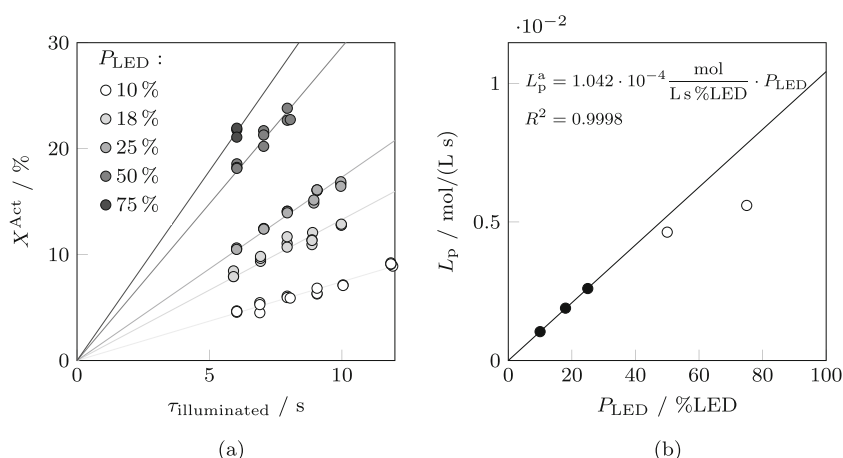 30
20
10
0
0
5
10
X^Act / %
τ_illuminated / s
P_LED :
10 %
18 %
25 %
50 %
75 %
(a)
·10⁻²
1
0.5
0
0
20
40
60
80
100
L_p / mol/(L s)
P_LED / %LED
L_p^a = 1.042 · 10⁻⁴ mol/(L s %LED) · P_LED
R² = 0.9998
(b)